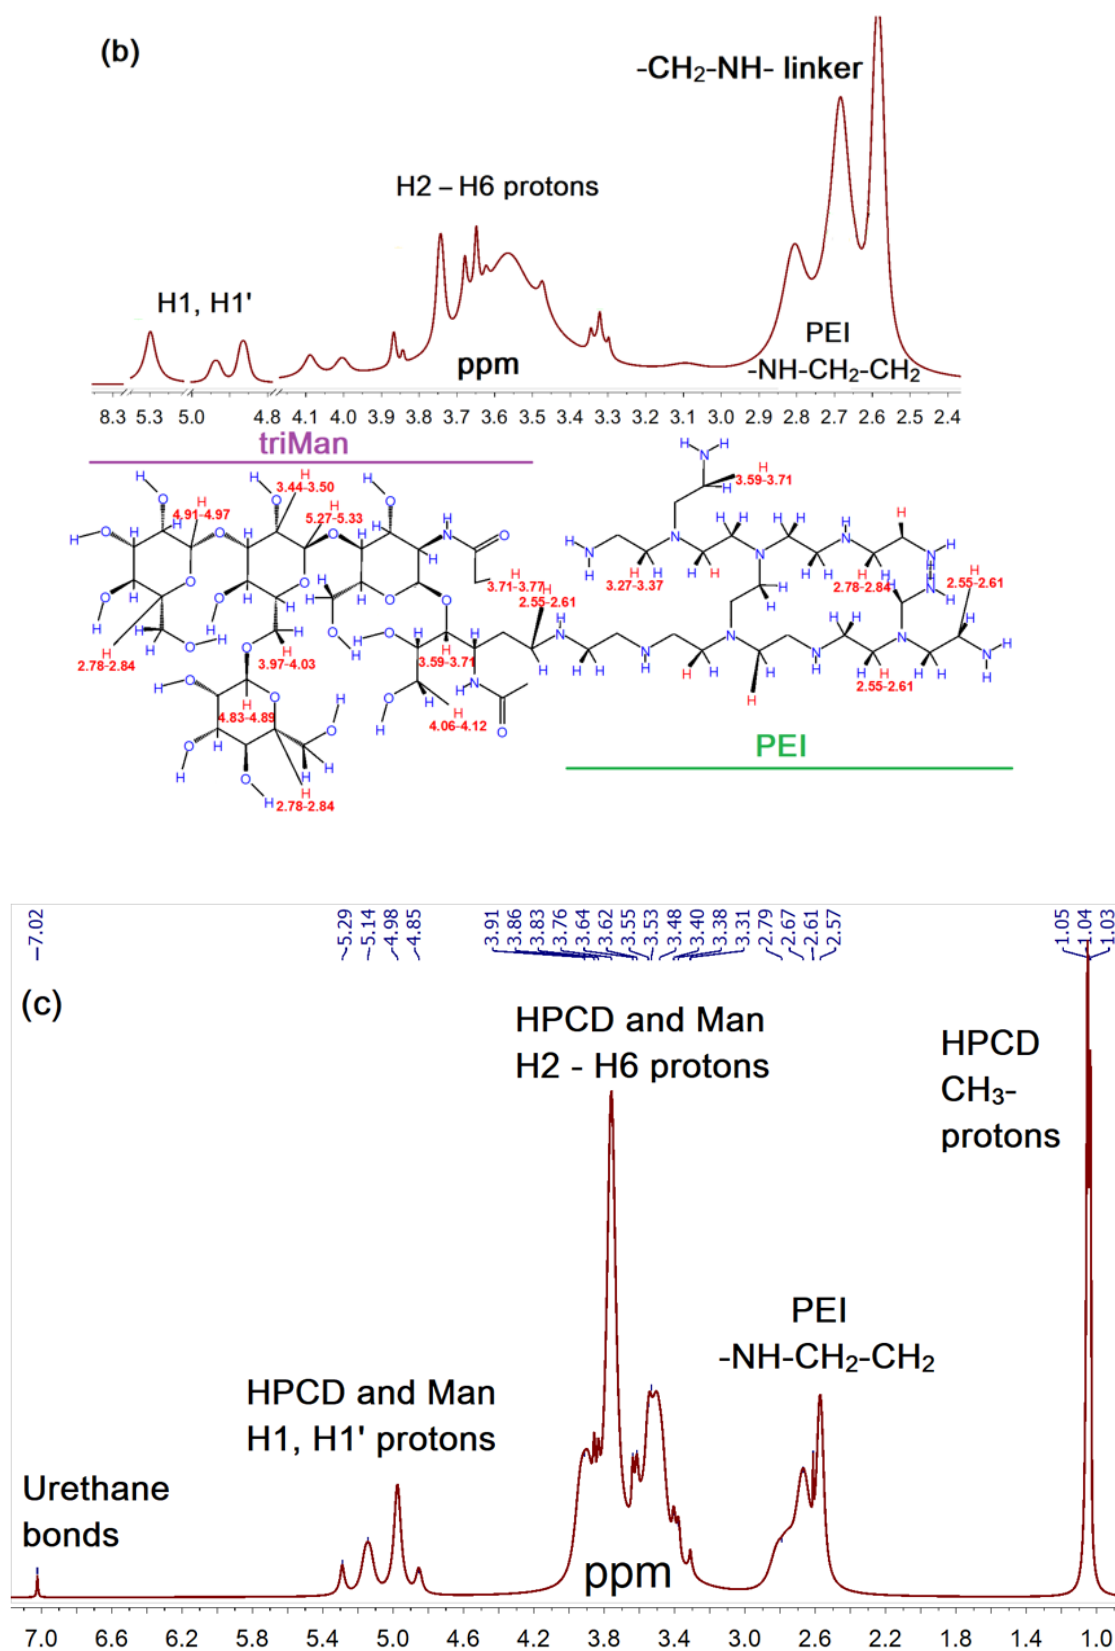 (b)
-CH₂-NH- linker
H2 – H6 protons
H1, H1'
ppm
PEI
-NH-CH₂-CH₂
8.3 5.3 5.0 4.8 4.1 4.0 3.9 3.8 3.7 3.6 3.5 3.4 3.3 3.2 3.1 2.9 2.8 2.7 2.6 2.5 2.4
triMan
3.44-3.50
3.59-3.71
4.91-4.97
5.27-5.33
3.71-3.77
3.27-3.37
2.78-2.84
2.55-2.61
2.55-2.61
2.78-2.84
3.97-4.03
3.59-3.71
2.55-2.61
4.83-4.89
4.06-4.12
2.78-2.84
PEI
7.02 5.29 5.14 4.98 4.85 3.91 3.86 3.83 3.76 3.64 3.62 3.55 3.53 3.48 3.40 3.38 3.31 2.79 2.67 2.61 2.57 1.05 1.04 1.03
(c)
HPCD and Man
H2 - H6 protons
HPCD
CH₃-
protons
PEI
-NH-CH₂-CH₂
HPCD and Man
H1, H1' protons
Urethane
bonds
ppm
7.0 6.6 6.2 5.8 5.4 5.0 4.6 4.2 3.8 3.4 3.0 2.6 2.2 1.8 1.4 1.0